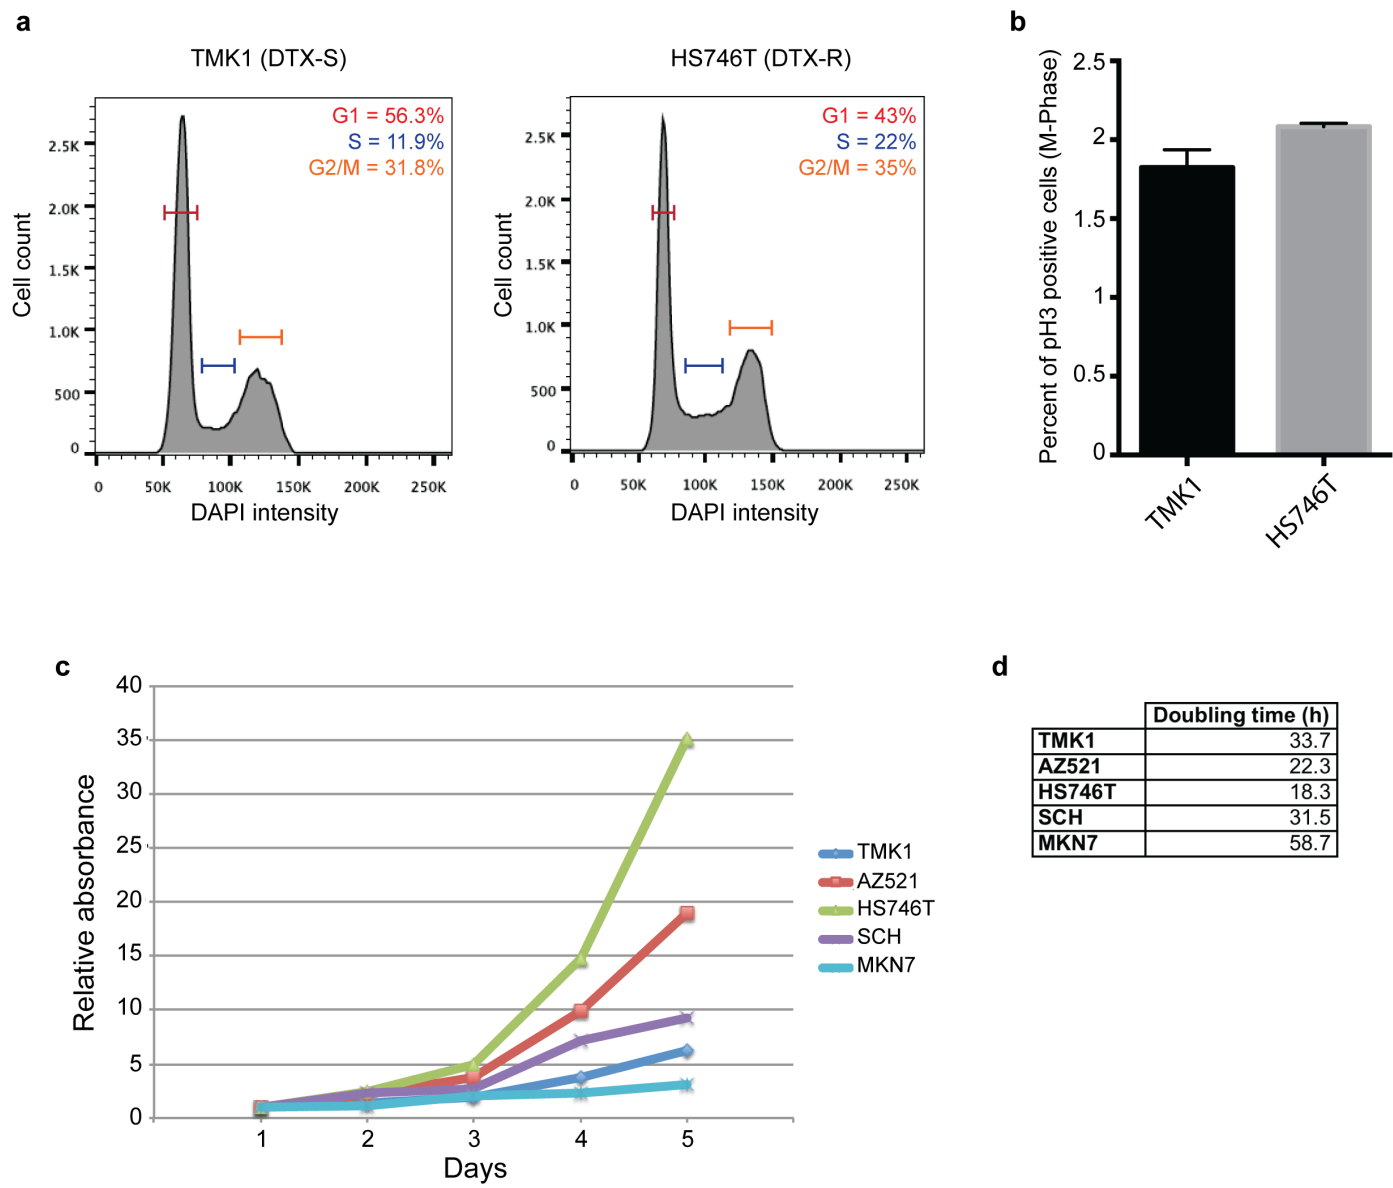 a
TMK1 (DTX-S)
G1 = 56.3%
S = 11.9%
G2/M = 31.8%
Cell count
2.5K
2.0K
1.5K
1.0K
500
0
0 50K 100K 150K 200K 250K
DAPI intensity
HS746T (DTX-R)
G1 = 43%
S = 22%
G2/M = 35%
Cell count
2.5K
2.0K
1.5K
1.0K
500
0
0 50K 100K 150K 200K 250K
DAPI intensity
b
Percent of pH3 positive cells (M-Phase)
2.5
2
1.5
1
0.5
0
TMK1
HS746T
c
Relative absorbance
40
35
30
25
20
15
10
5
0
1 2 3 4 5
Days
TMK1
AZ521
HS746T
SCH
MKN7
d
Doubling time (h)
TMK1 33.7
AZ521 22.3
HS746T 18.3
SCH 31.5
MKN7 58.7